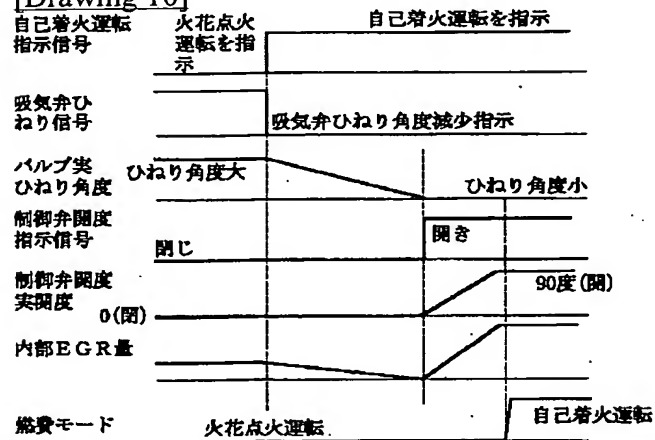 [Drawing 10]
自己着火運転
指示信号
火花点火
運転を指
示
自己着火運転を指示
吸気弁ひ
ねり信号
吸気弁ひねり角度減少指示
バルブ実
ひねり角度
ひねり角度大
ひねり角度小
制御弁開度
指示信号
閉じ
開き
制御弁開度
実開度
0(閉)
90度(開)
内部EGR量
燃費モード
火花点火運転
自己着火運転